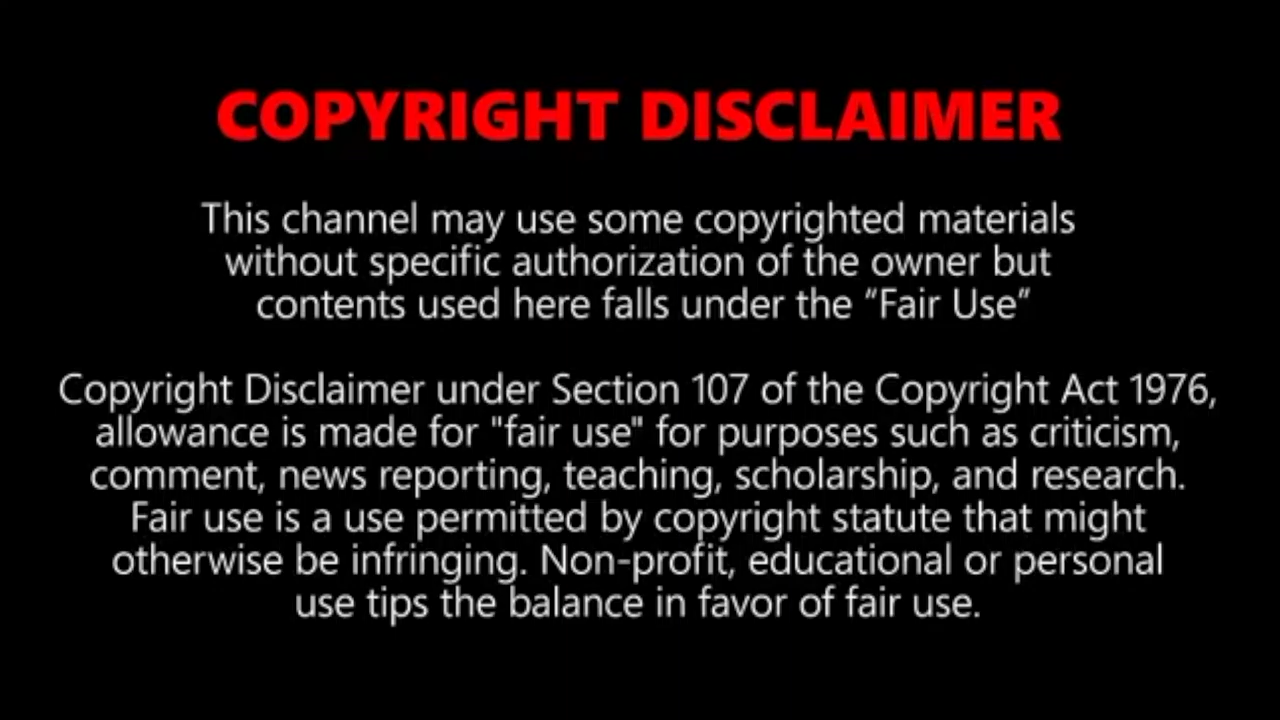 COPYRIGHT DISCLAIMER
This channel may use some copyrighted materials
without specific authorization of the owner but
contents used here falls under the “Fair Use”
Copyright Disclaimer under Section 107 of the Copyright Act 1976,
allowance is made for "fair use" for purposes such as criticism,
comment, news reporting, teaching, scholarship, and research.
Fair use is a use permitted by copyright statute that might
otherwise be infringing. Non-profit, educational or personal
use tips the balance in favor of fair use.